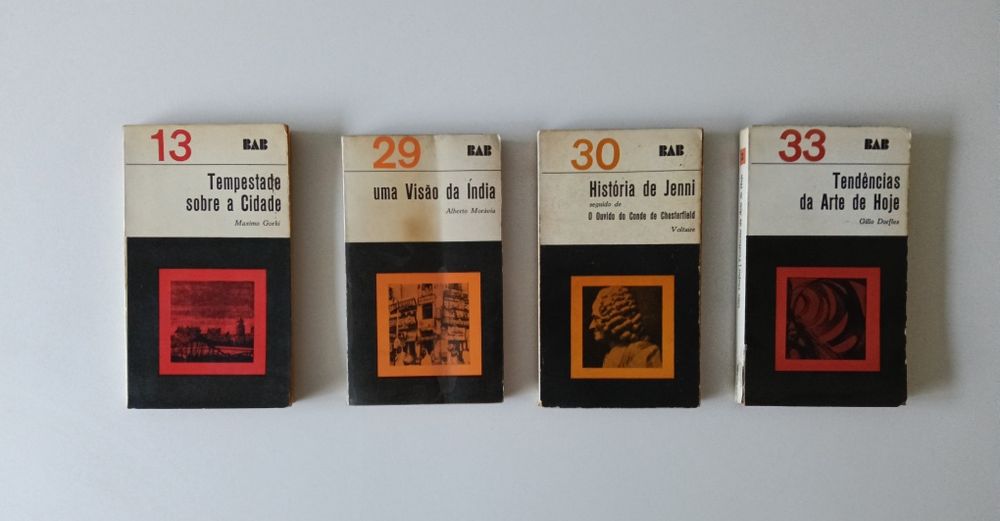 13
BAB
Tempestade
sobre a Cidade
Maximo Gorki
29
BAB
uma Visão da Índia
Alberto Morávia
30
BAB
História de Jenni
seguido de
O Ouvido do Conde de Chesterfield
Voltaire
33
BAB
Tendências
da Arte de Hoje
Gillo Dorfles